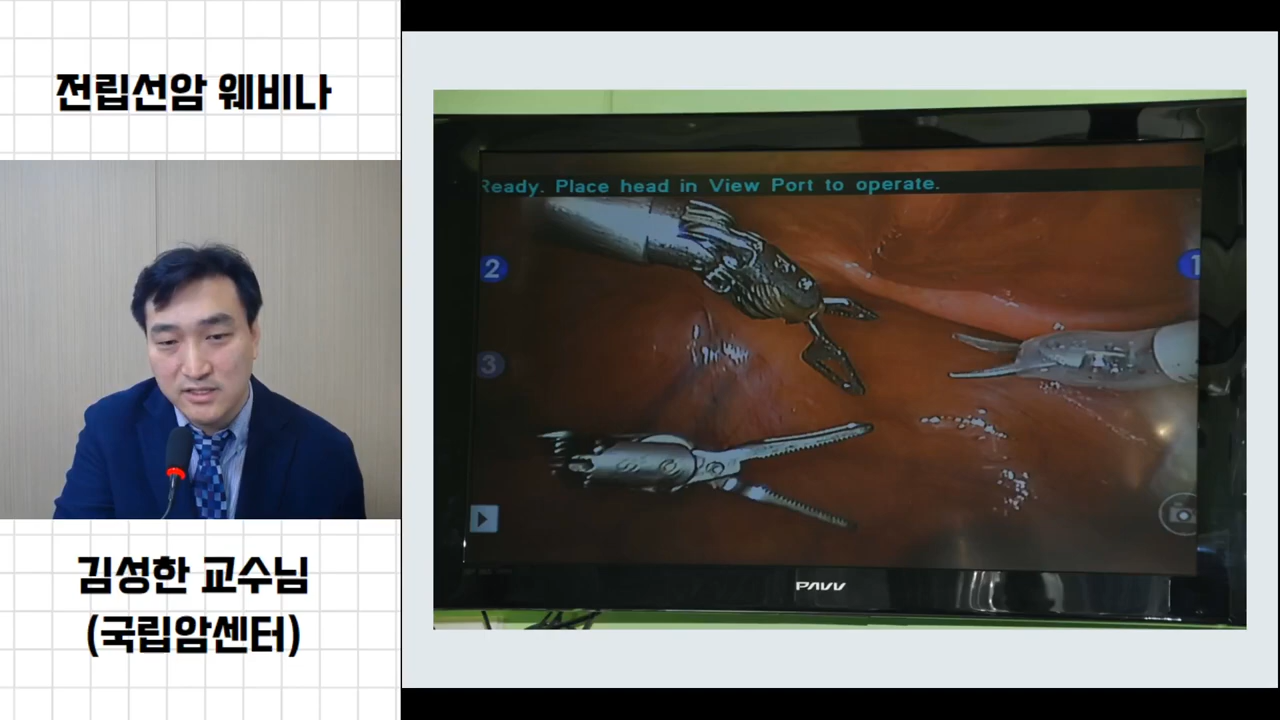 전립선암 웨비나
김성한 교수님
(국립암센터)
Ready. Place head in View Port to operate.
2
1
3
PAVV